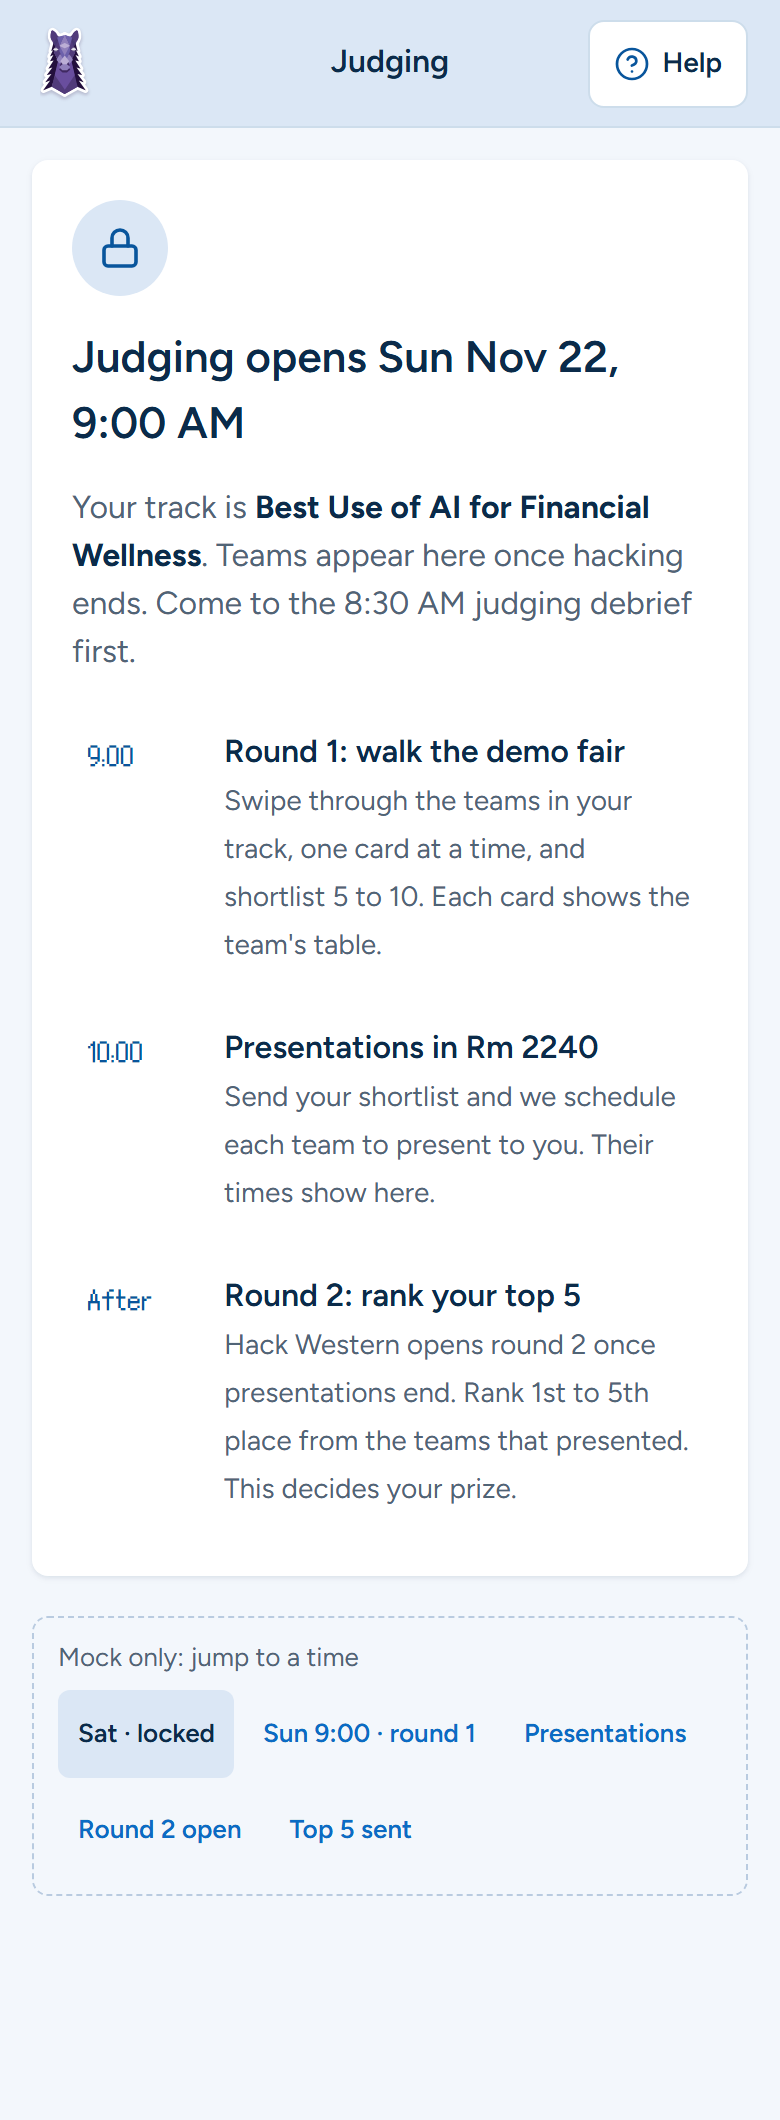 Judging
Help
Judging opens Sun Nov 22,
9:00 AM
Your track is Best Use of AI for Financial
Wellness. Teams appear here once hacking
ends. Come to the 8:30 AM judging debrief
first.
9:00
Round 1: walk the demo fair
Swipe through the teams in your
track, one card at a time, and
shortlist 5 to 10. Each card shows the
team's table.
10:00
Presentations in Rm 2240
Send your shortlist and we schedule
each team to present to you. Their
times show here.
After
Round 2: rank your top 5
Hack Western opens round 2 once
presentations end. Rank 1st to 5th
place from the teams that presented.
This decides your prize.
Mock only: jump to a time
Sat · locked
Sun 9:00 · round 1
Presentations
Round 2 open
Top 5 sent